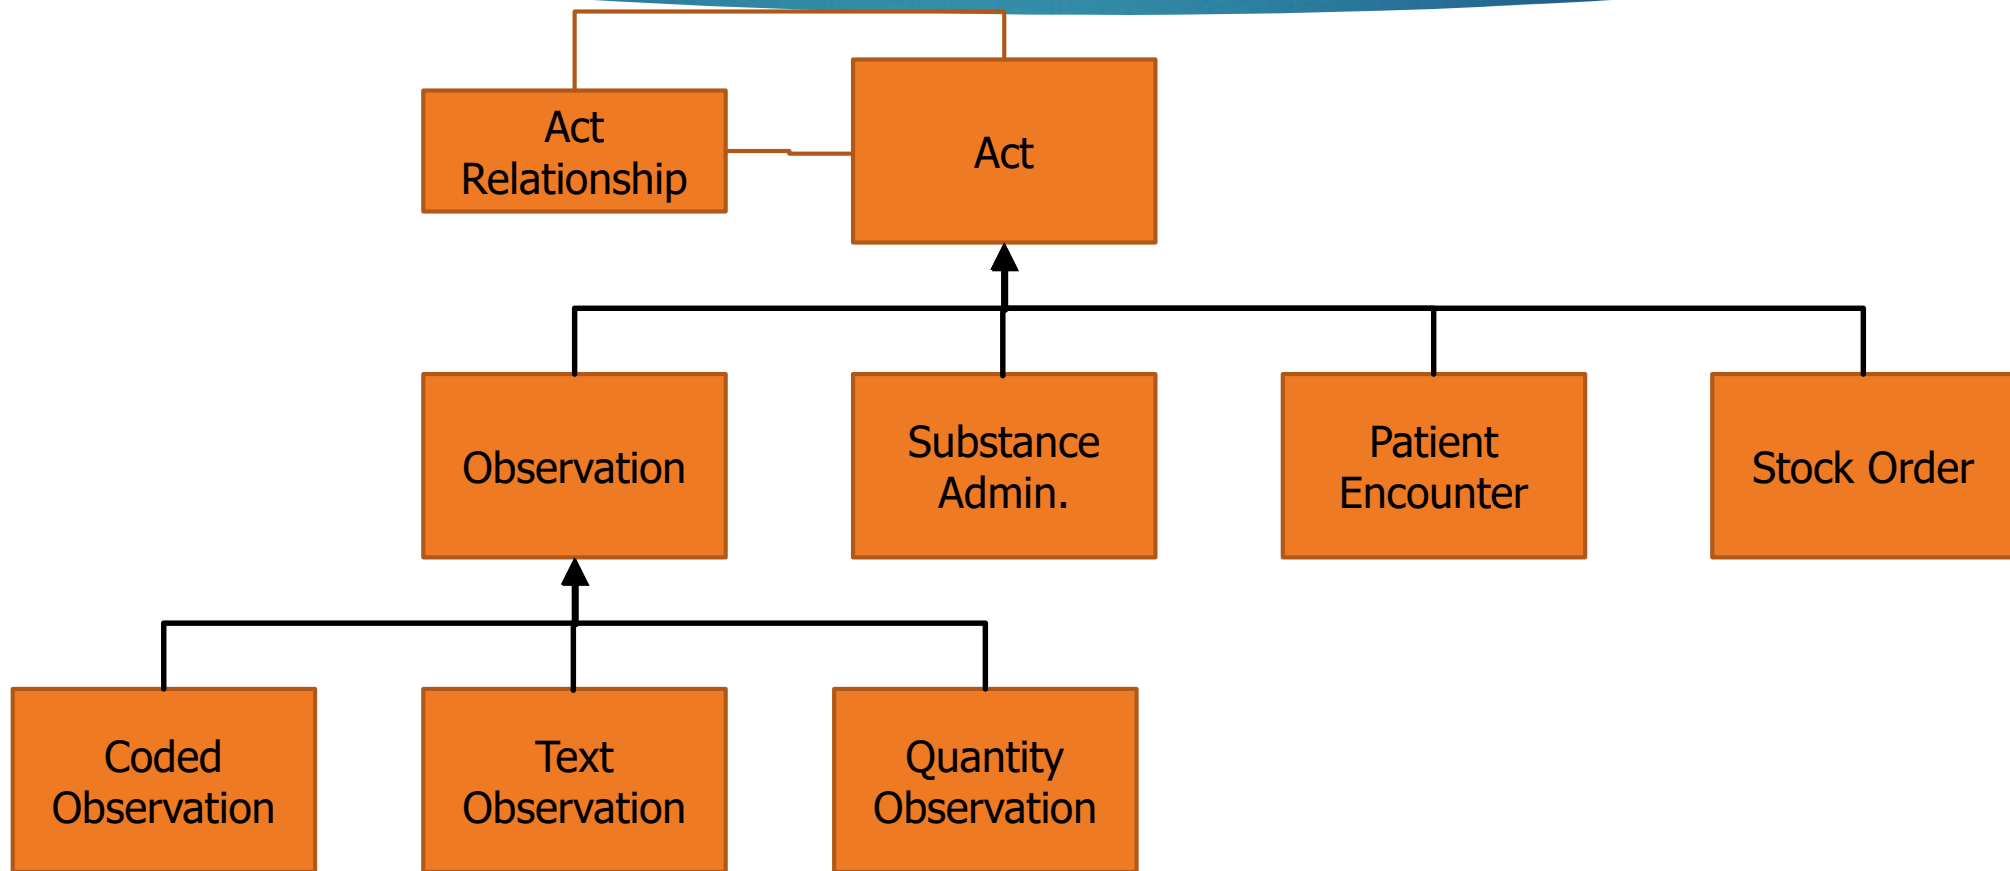 Act
Relationship
Act
Observation
Substance
Admin.
Patient
Encounter
Stock Order
Coded
Observation
Text
Observation
Quantity
Observation